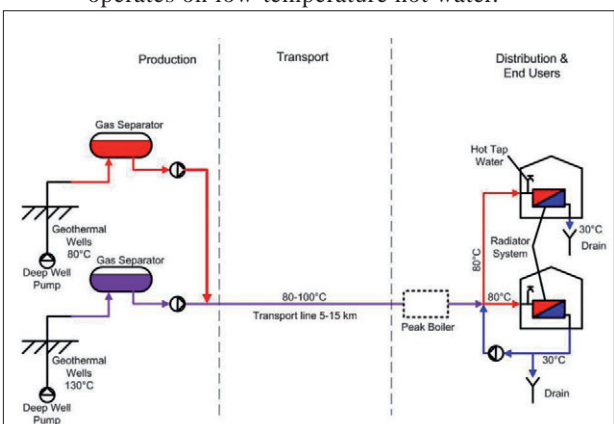 operates on low-temperature hot water.
Production
Transport
Distribution &
End Users
Gas Separator
Geothermal
Wells
80°C
Deep Well
Pump
Gas Separator
Geothermal
Wells
130°C
Deep Well
Pump
80-100°C
Transport line 5-15 km
Peak Boiler
Hot Tap
Water
80°C
30°C
Drain
Radiator
System
80°C
30°C
Drain